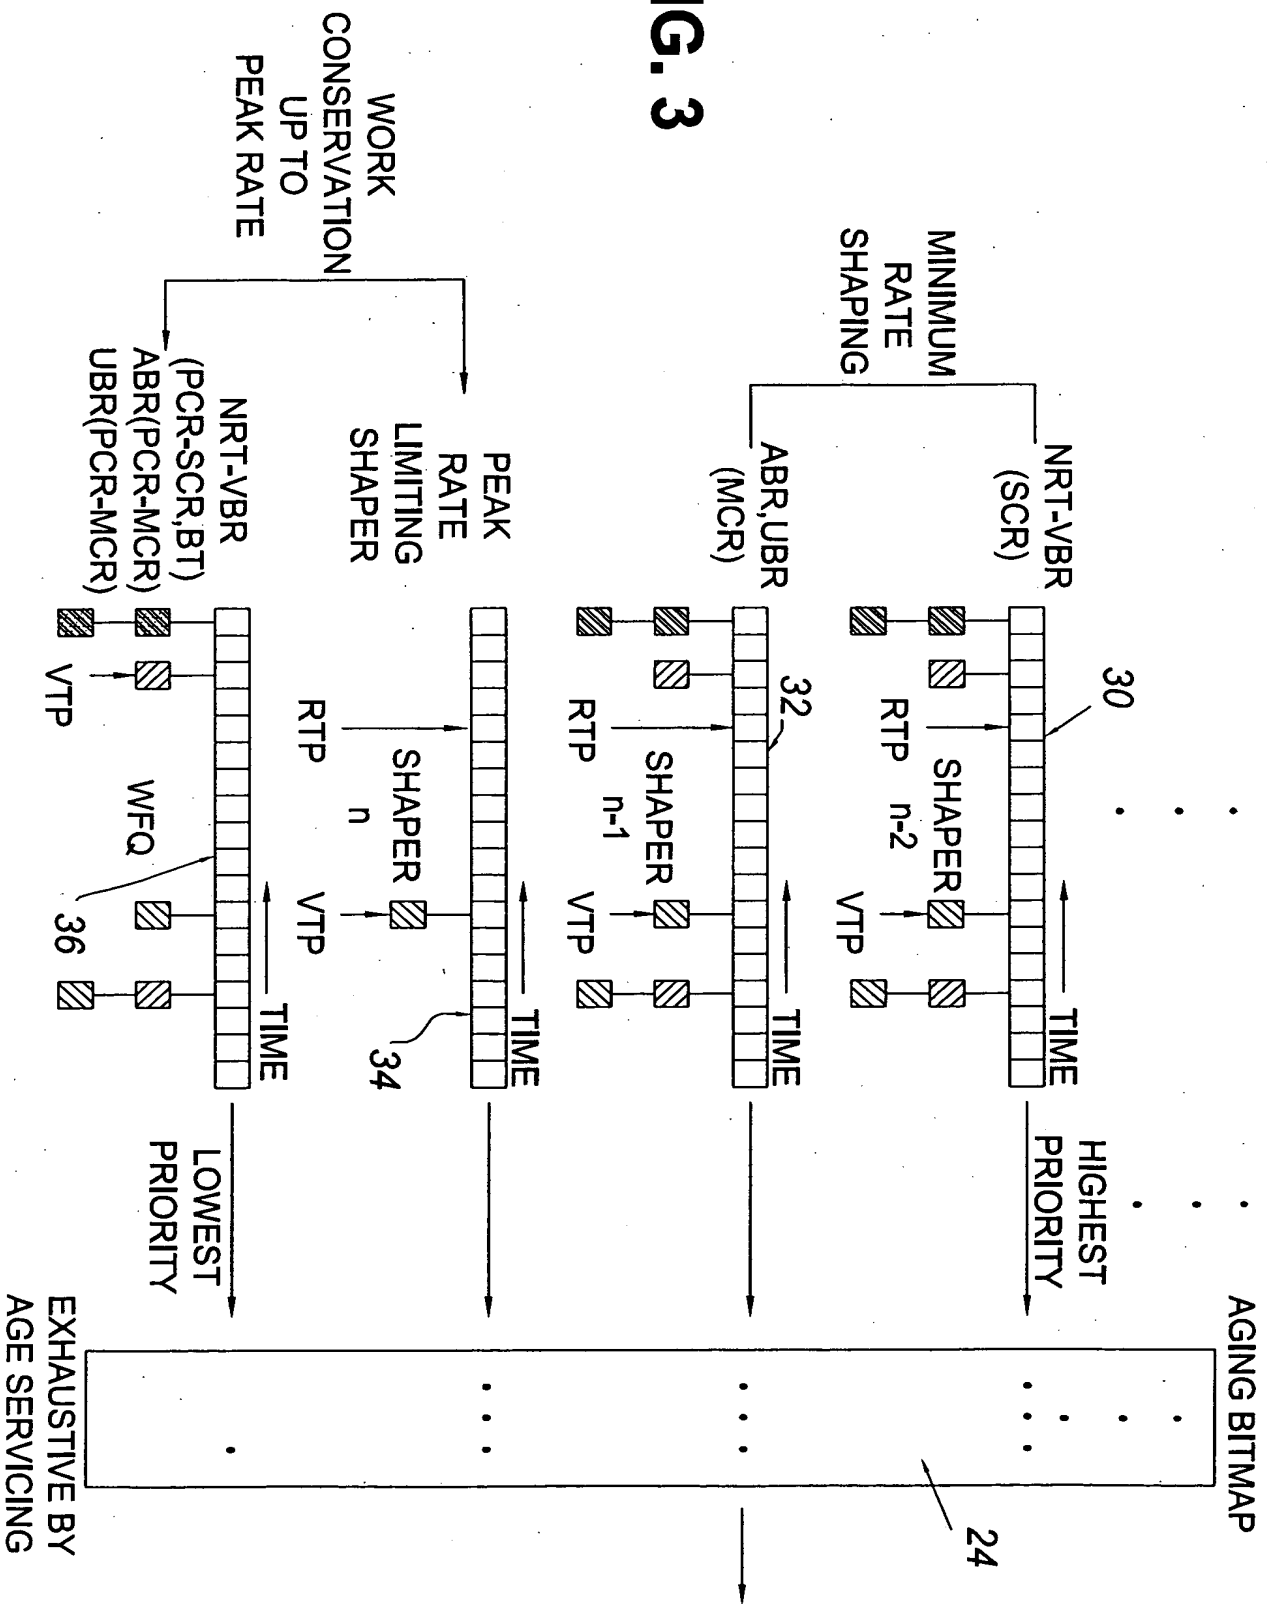 IG. 3
AGING BITMAP
HIGHEST
PRIORITY
24
MINIMUM
RATE
SHAPING
NRT-VBR
(SCR)
30
TIME
RTP
SHAPER
n-2
VTP
ABR,UBR
(MCR)
32
TIME
RTP
SHAPER
n-1
VTP
WORK
CONSERVATION
UP TO
PEAK RATE
PEAK
RATE
LIMITING
SHAPER
TIME
RTP
SHAPER
n
VTP
34
NRT-VBR
(PCR-SCR,BT)
ABR(PCR-MCR)
UBR(PCR-MCR)
TIME
VTP
WFQ
36
LOWEST
PRIORITY
EXHAUSTIVE BY
AGE SERVICING